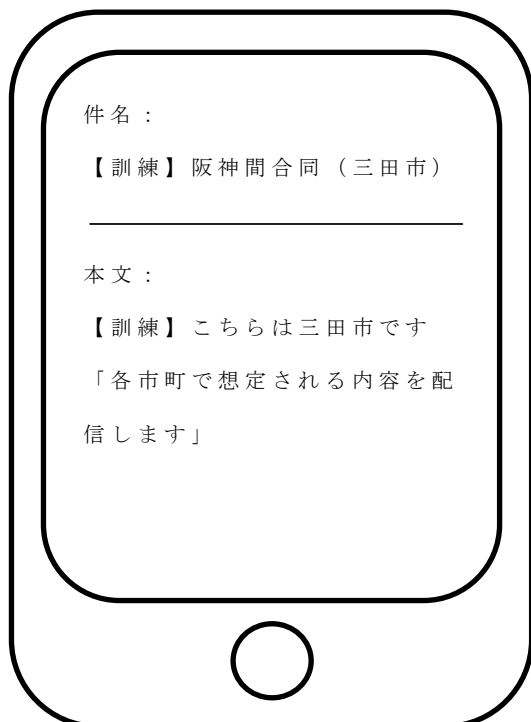 件名：
【訓練】阪神間合同（三田市）
本文：
【訓練】こちらは三田市です
「各市町で想定される内容を配
信します」